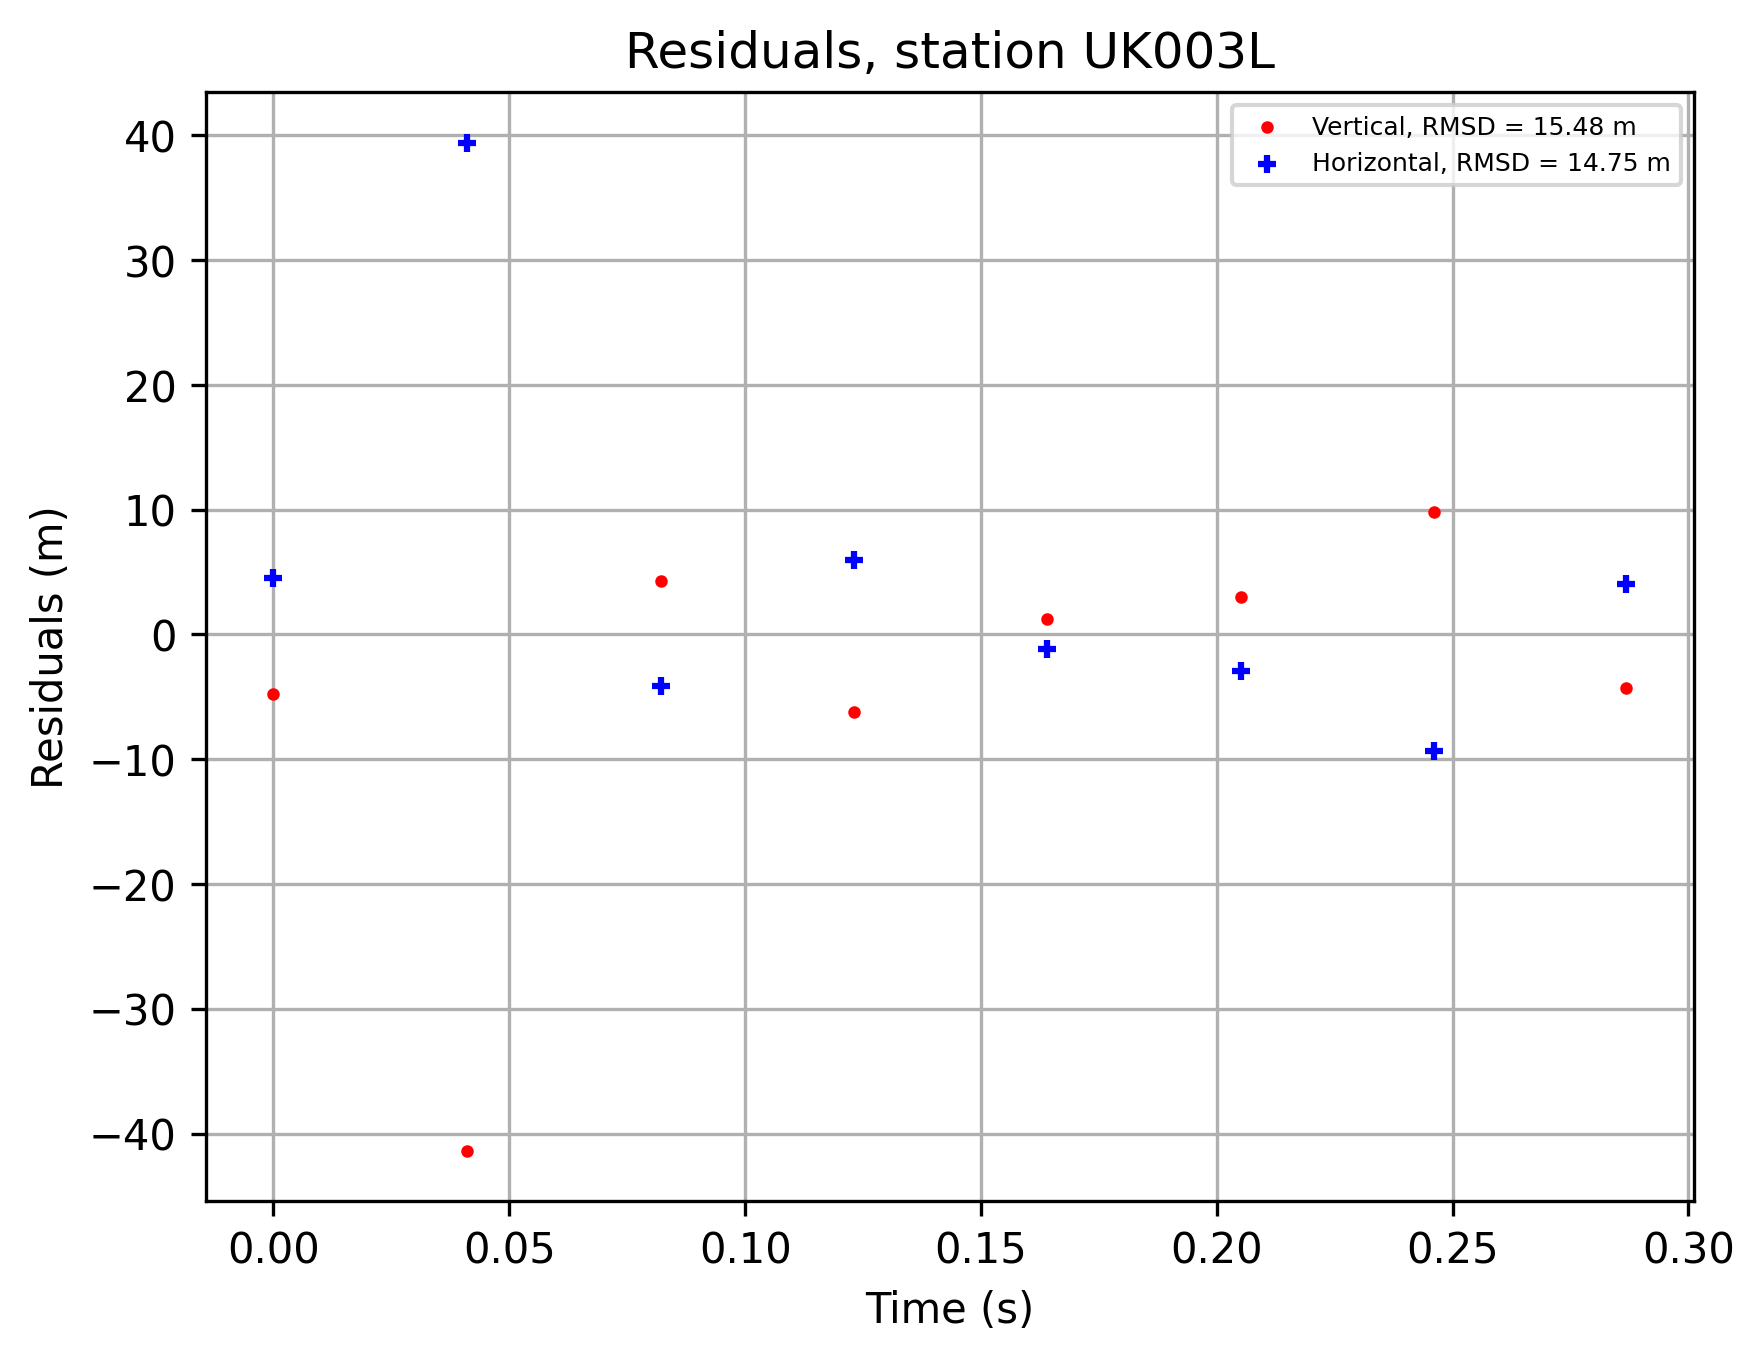 Residuals, station UK003L
Vertical, RMSD = 15.48 m
Horizontal, RMSD = 14.75 m
40
30
20
10
0
−10
−20
−30
−40
Residuals (m)
0.00 0.05 0.10 0.15 0.20 0.25 0.30
Time (s)